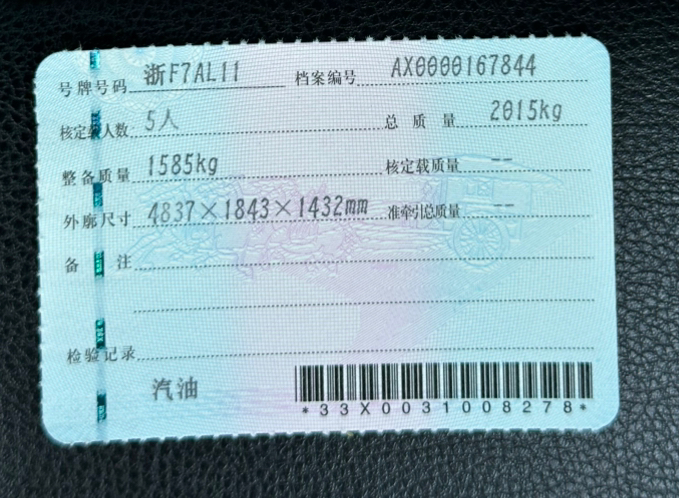 号牌号码 浙F7AL11 档案编号 AX0000167844
核定载人数 5人 总质量 2015kg
整备质量 1585kg 核定载质量 --
外廓尺寸 4837×1843×1432mm 准牵引总质量 --
备注
检验记录
汽油
*33X0031008278*